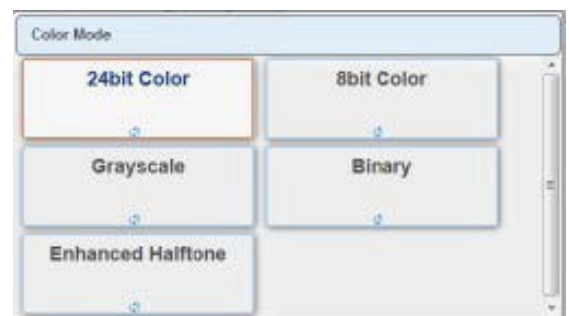 Color Mode
24bit Color
8bit Color
Grayscale
Binary
Enhanced Halftone